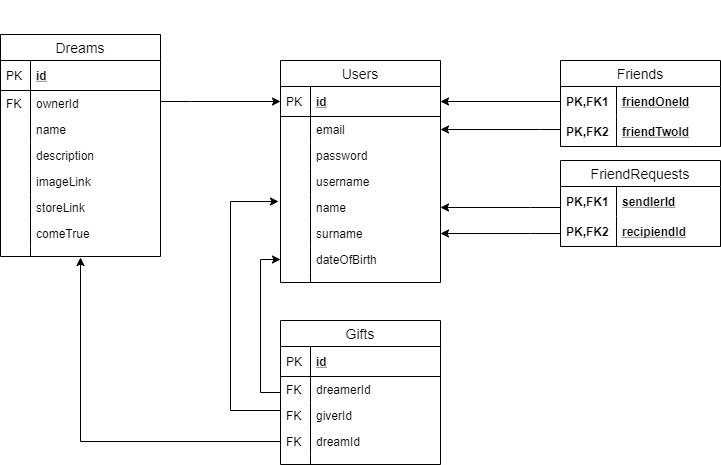 Dreams
PK id
FK ownerId
name
description
imageLink
storeLink
comeTrue
Users
PK id
email
password
username
name
surname
dateOfBirth
Friends
PK,FK1 friendOneId
PK,FK2 friendTwoId
FriendRequests
PK,FK1 sendlerId
PK,FK2 recipiendId
Gifts
PK id
FK dreamerId
FK giverId
FK dreamId